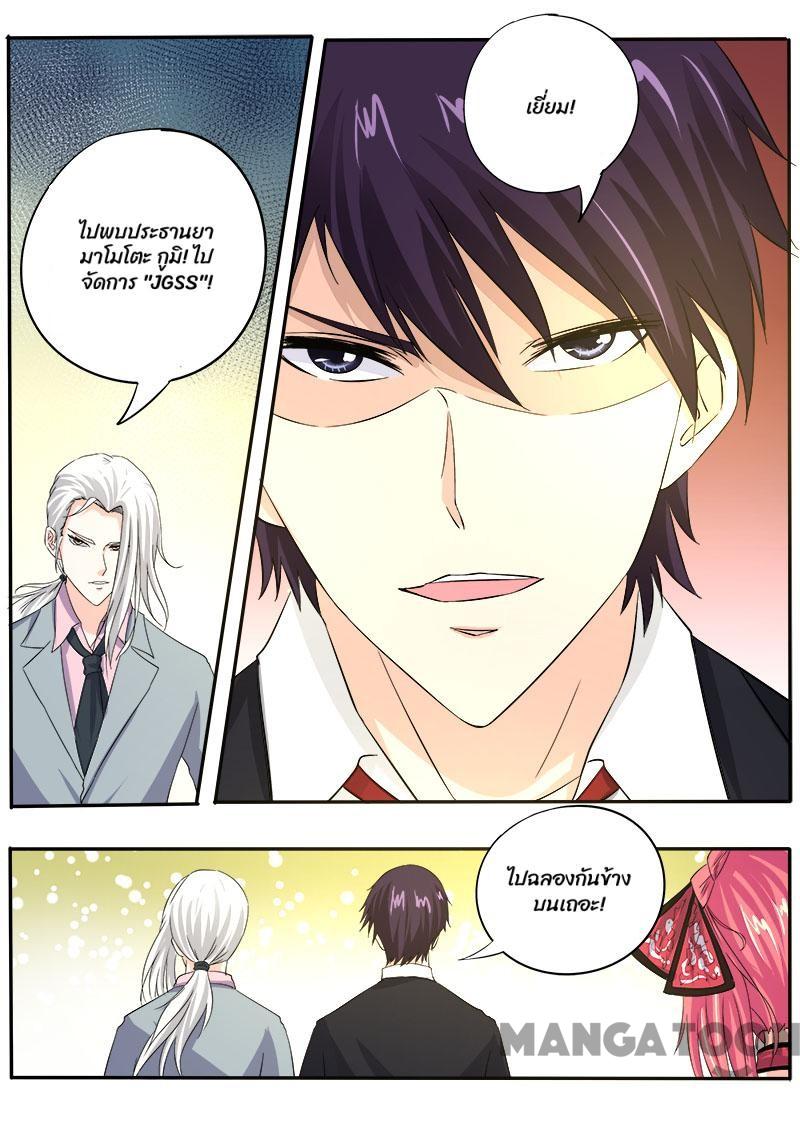 ไปพบประธานยา
มาโมโตะ ภูมิ! ไป
จัดการ "JGSS"!
เยี่ยม!
ไปฉลองกันข้าง
บนเถอะ!
MANGA TOON